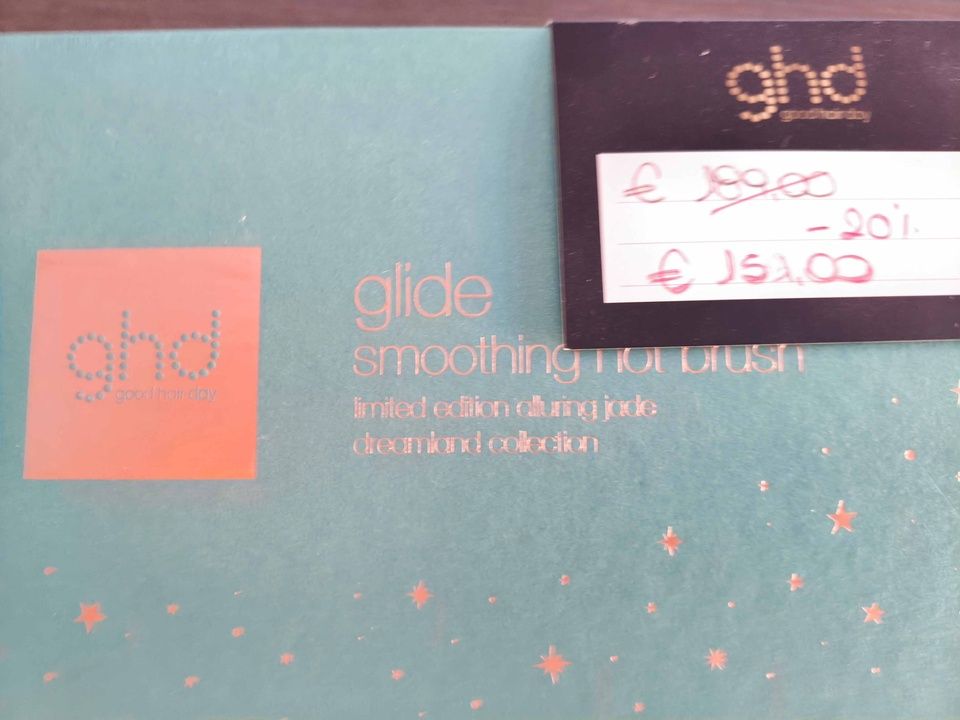 ghd
good hair day
€ 189,00
-20%
€ 151,00
ghd
good hair day
glide
smoothing hot brush
limited edition alluring jade
dreamland collection